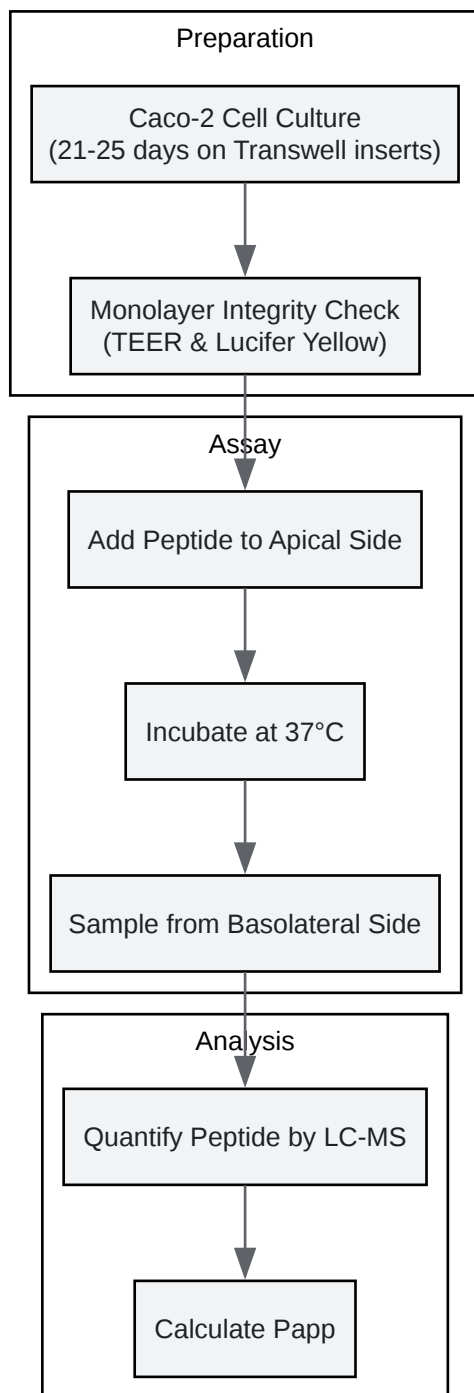 Preparation
Caco-2 Cell Culture
(21-25 days on Transwell inserts)
Monolayer Integrity Check
(TEER & Lucifer Yellow)
Assay
Add Peptide to Apical Side
Incubate at 37°C
Sample from Basolateral Side
Analysis
Quantify Peptide by LC-MS
Calculate Papp